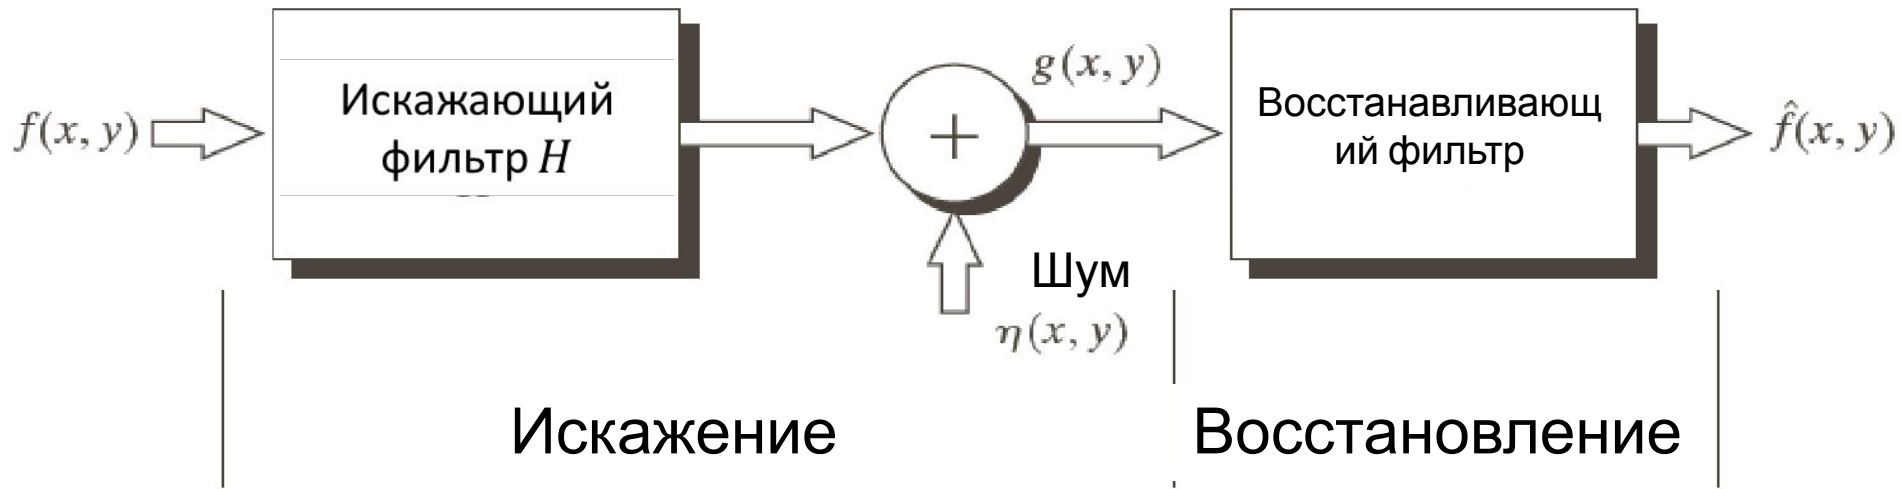 f(x, y)
Искажающий
фильтр H
+
g(x, y)
Шум
η(x, y)
Восстанавливающ
ий фильтр
f̂(x, y)
Искажение
Восстановление